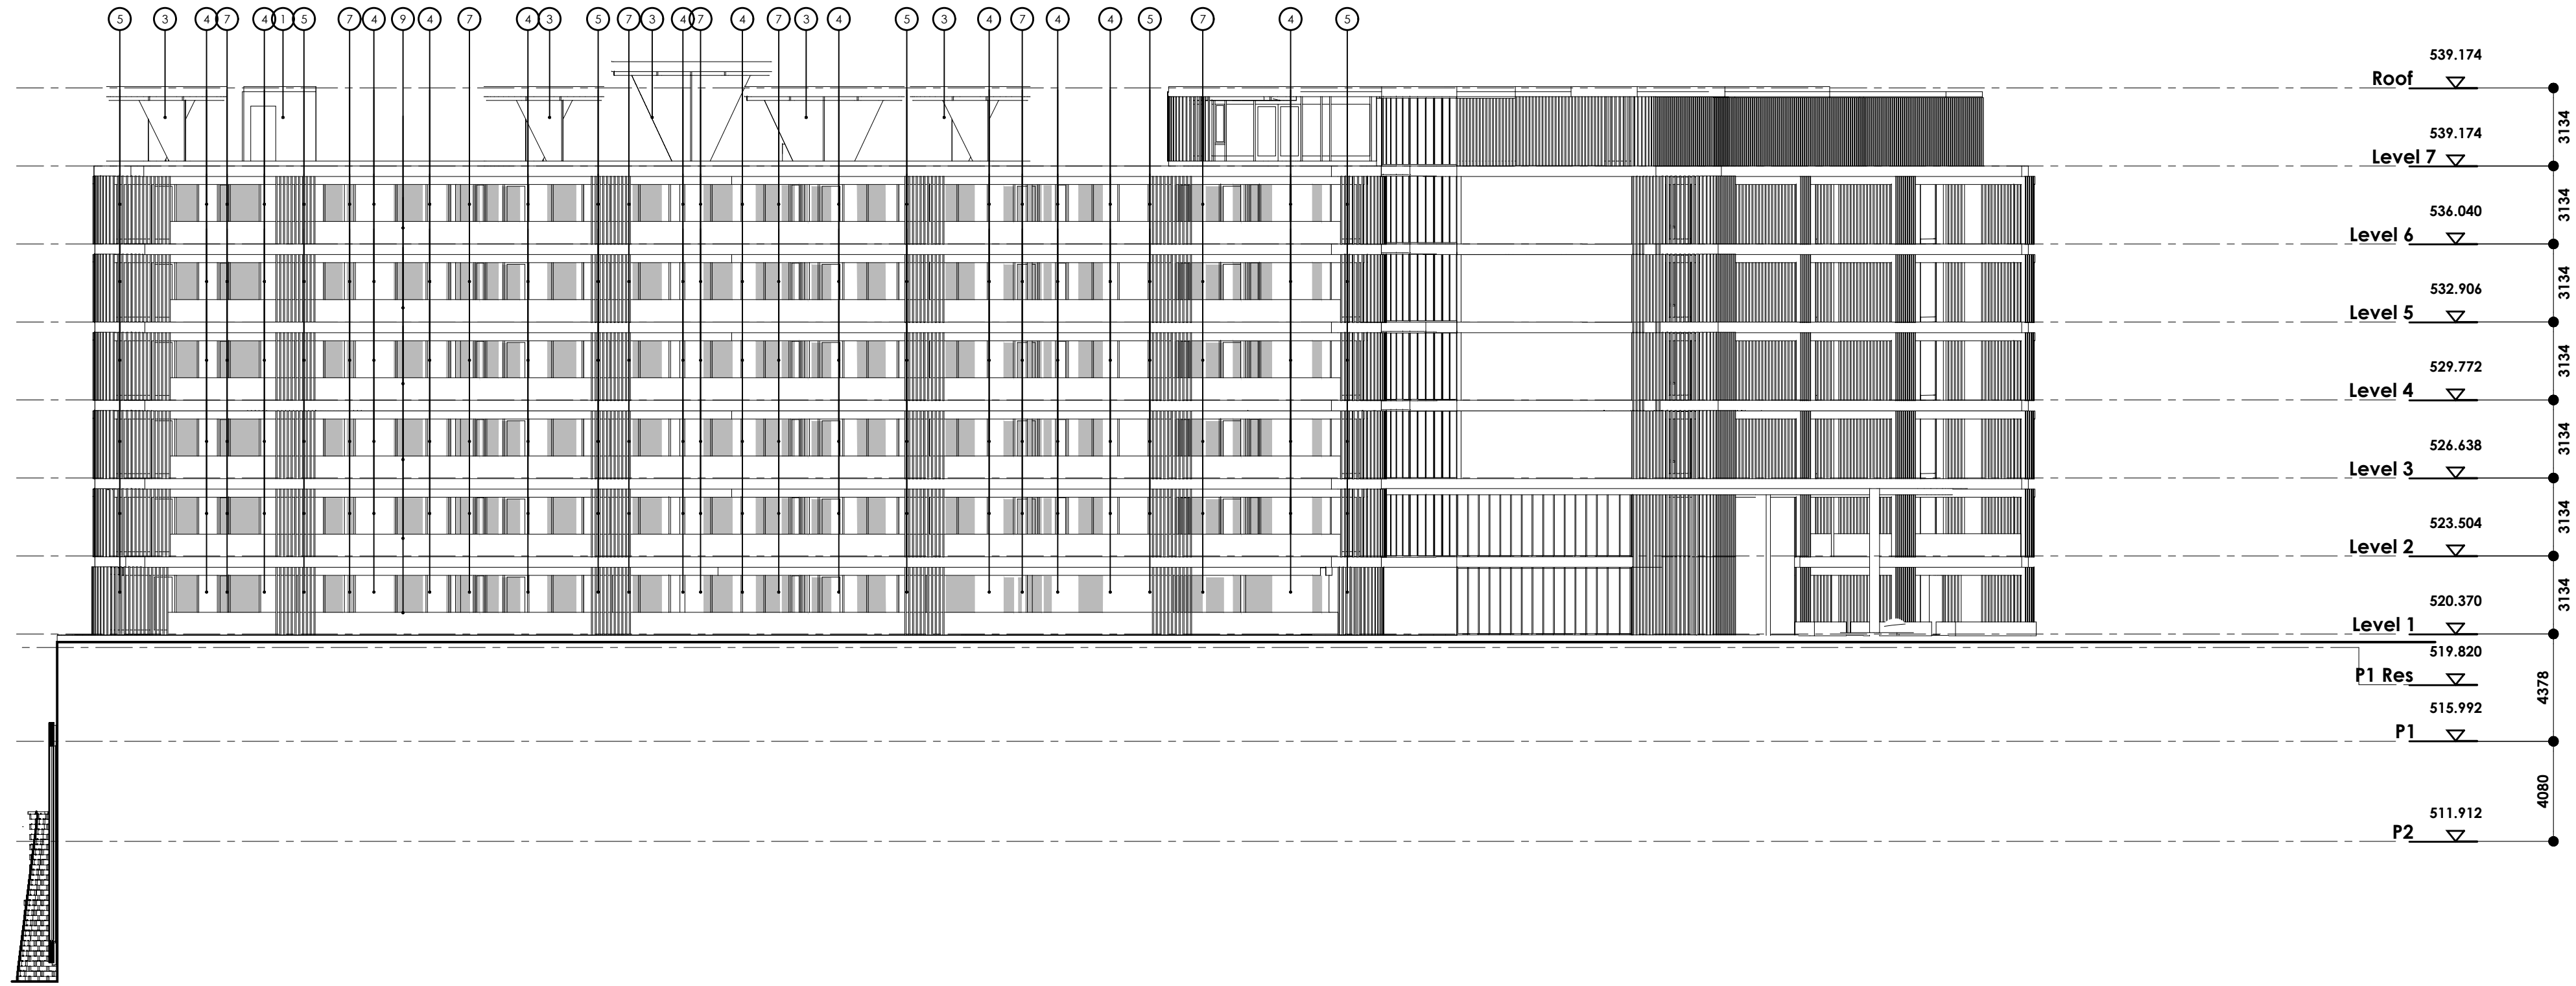 5 3 4 7 4 1 5 7 4 9 4 7 4 3 5 7 3 4 7 4 7 3 4 5 3 4 7 4 4 5 7 4 5
539.174
Roof
3134
539.174
Level 7
3134
536.040
Level 6
3134
532.906
Level 5
3134
529.772
Level 4
3134
526.638
Level 3
3134
523.504
Level 2
3134
520.370
Level 1
519.820
P1 Res
4378
515.992
P1
4080
511.912
P2